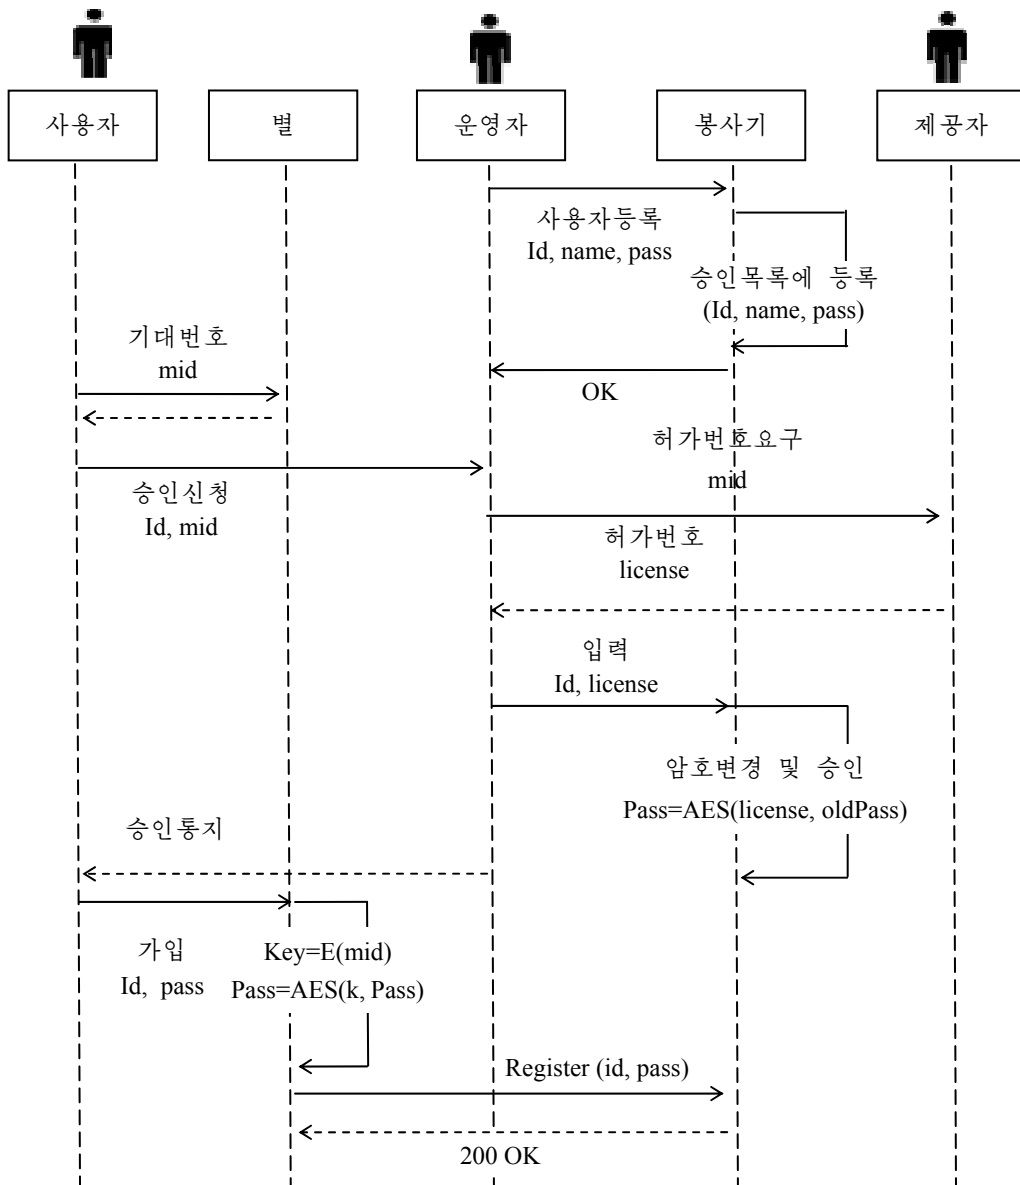 사용자
별
운영자
봉사기
제공자
사용자등록
Id, name, pass
승인목록에 등록
(Id, name, pass)
기대번호
mid
OK
허가번호요구
mid
승인신청
Id, mid
허가번호
license
입력
Id, license
암호변경 및 승인
Pass=AES(license, oldPass)
승인통지
가입
Id, pass
Key=E(mid)
Pass=AES(k, Pass)
Register (id, pass)
200 OK